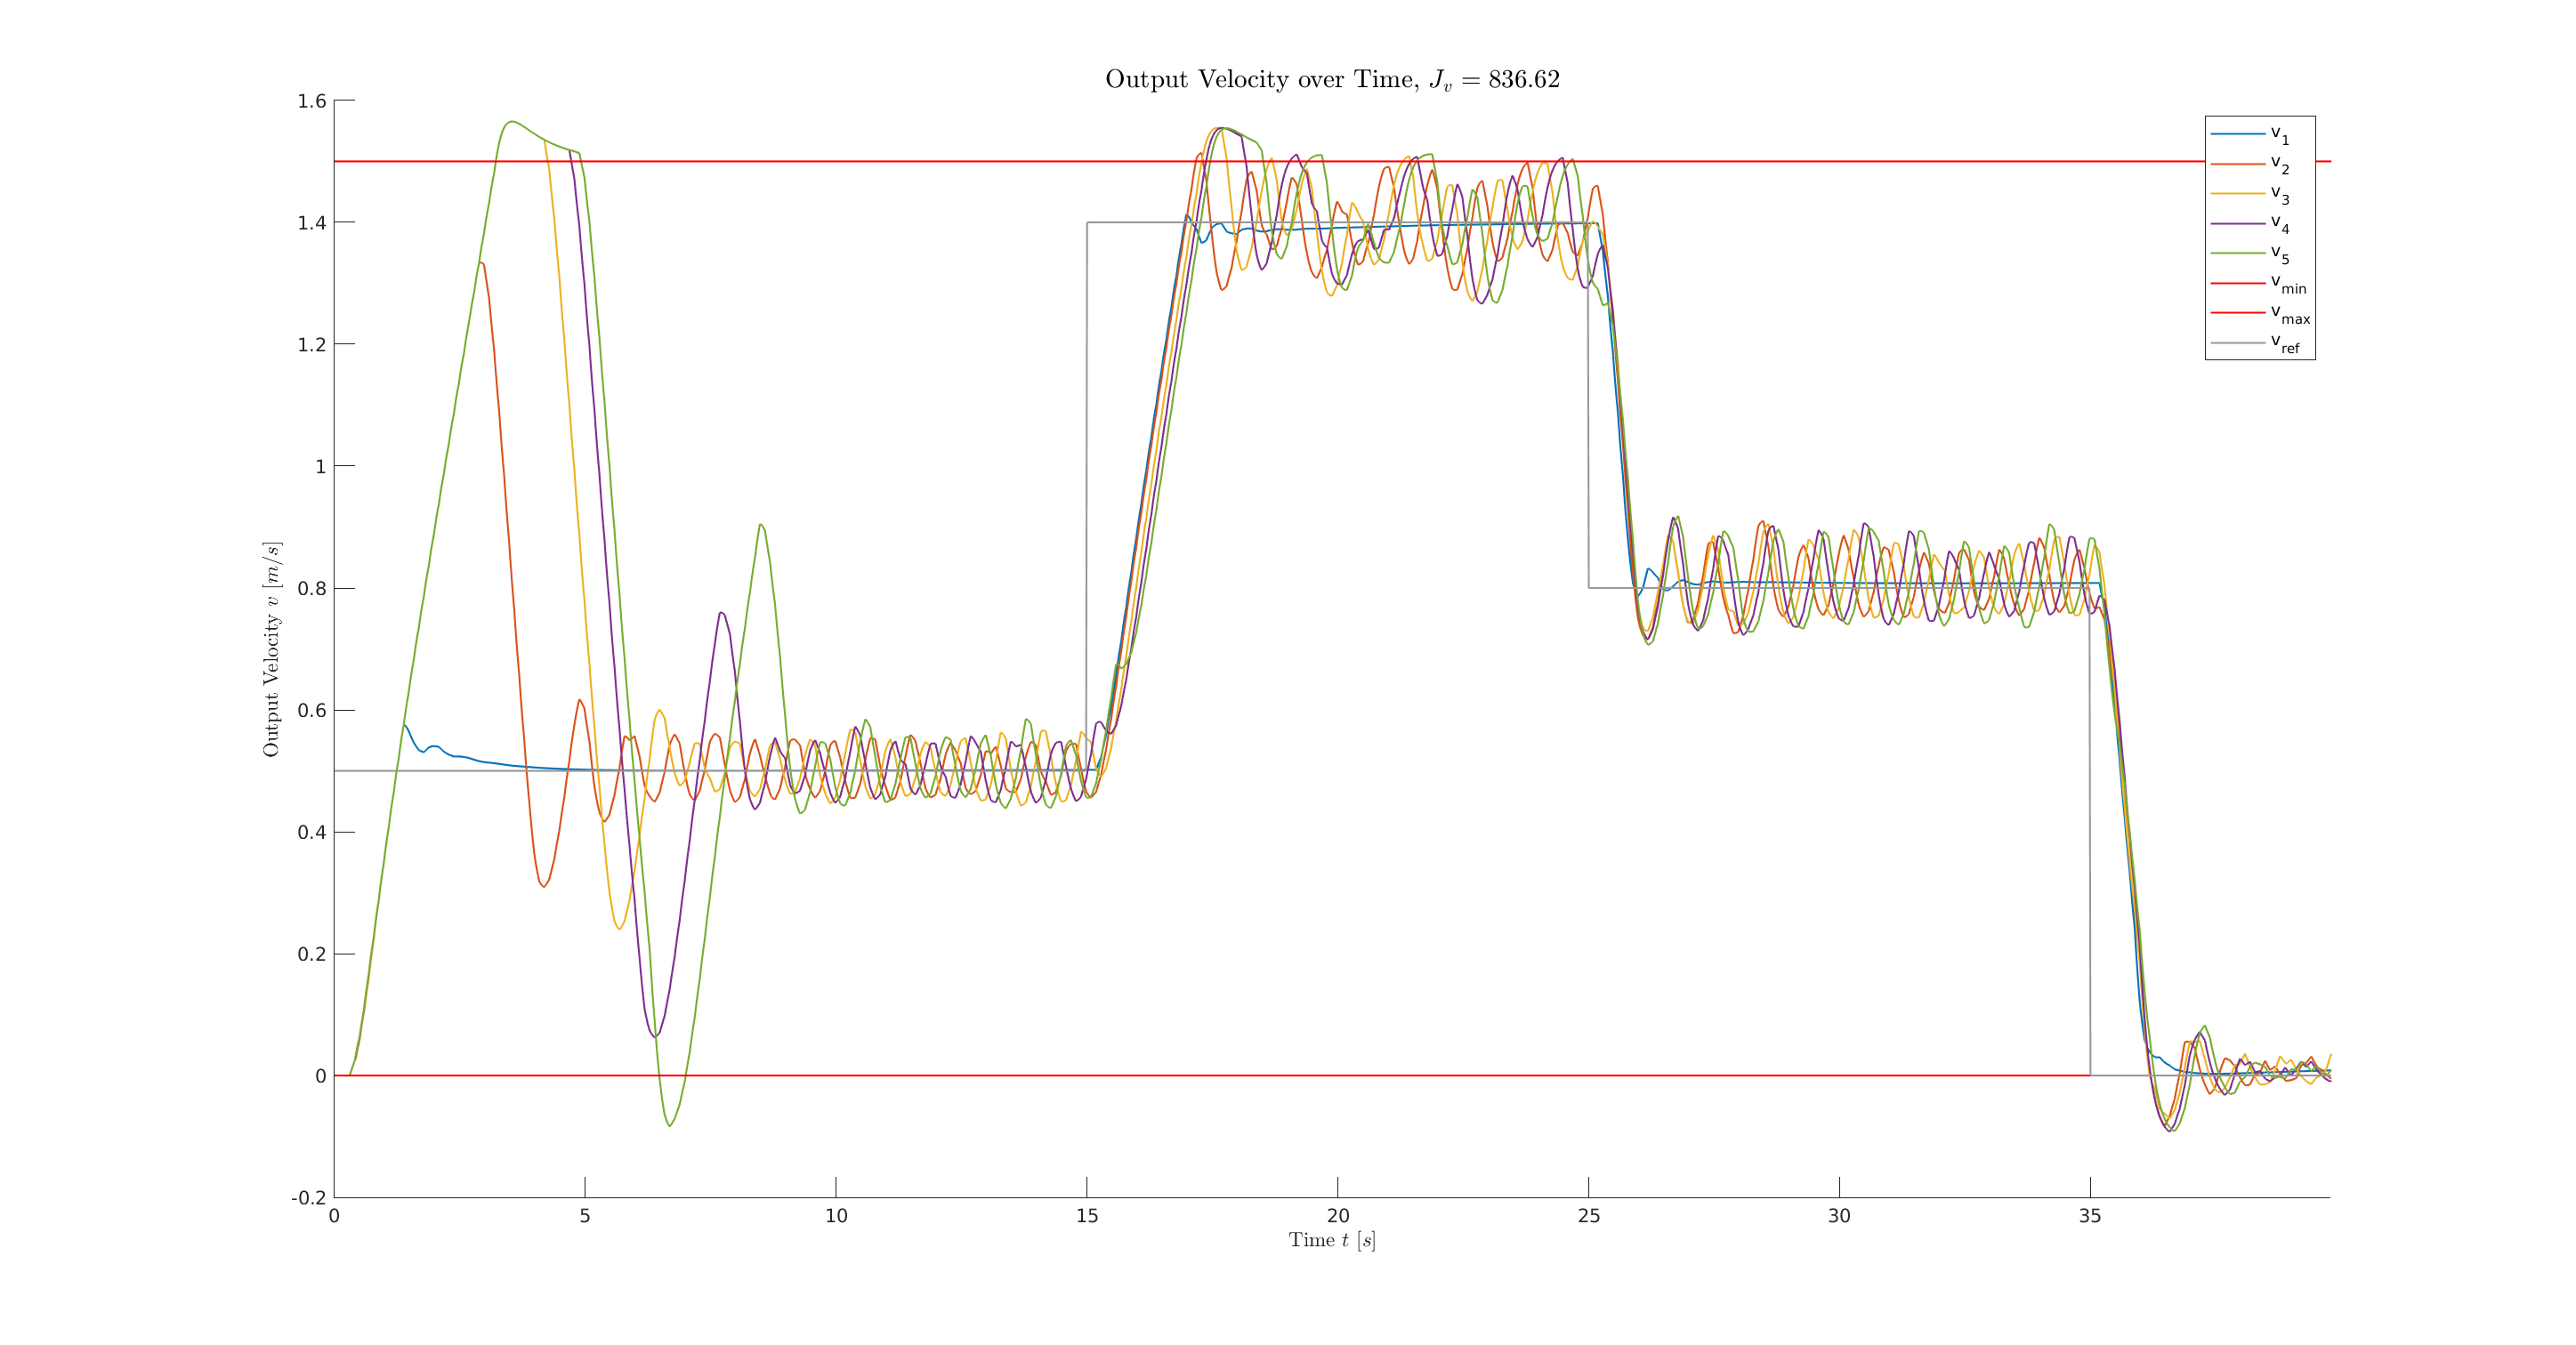 Output Velocity over Time, J_v = 836.62
Output Velocity v [m/s]
1.6
1.4
1.2
1
0.8
0.6
0.4
0.2
0
-0.2
0 5 10 15 20 25 30 35
Time t [s]
v_1
v_2
v_3
v_4
v_5
v_min
v_max
v_ref